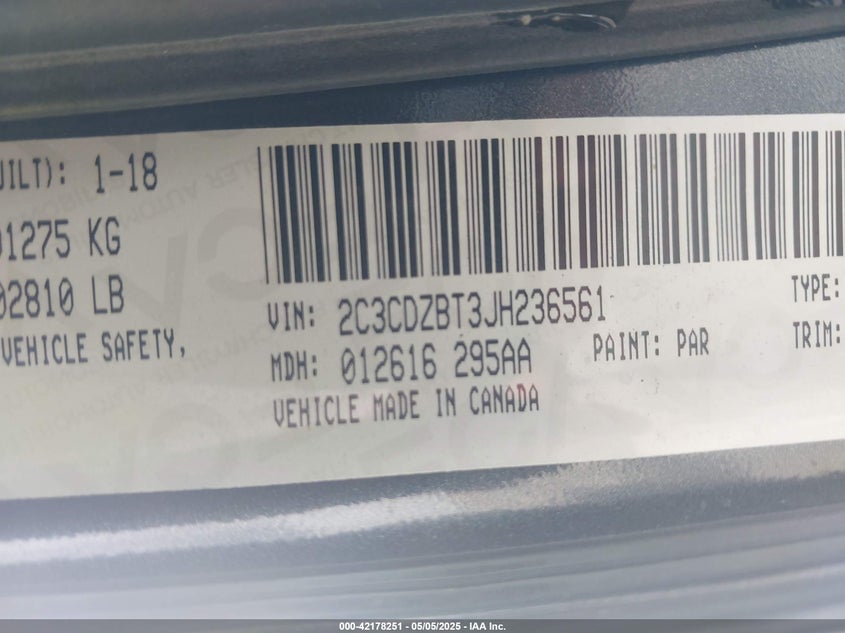 UILT): 1-18
01275 KG
02810 LB
VEHICLE SAFETY,
VIN: 2C3CDZBT3JH236561
TYPE:
MDH: 012616 295AA
PAINT: PAR
TRIM:
VEHICLE MADE IN CANADA
000-42178251 - 05/05/2025 - IAA Inc.